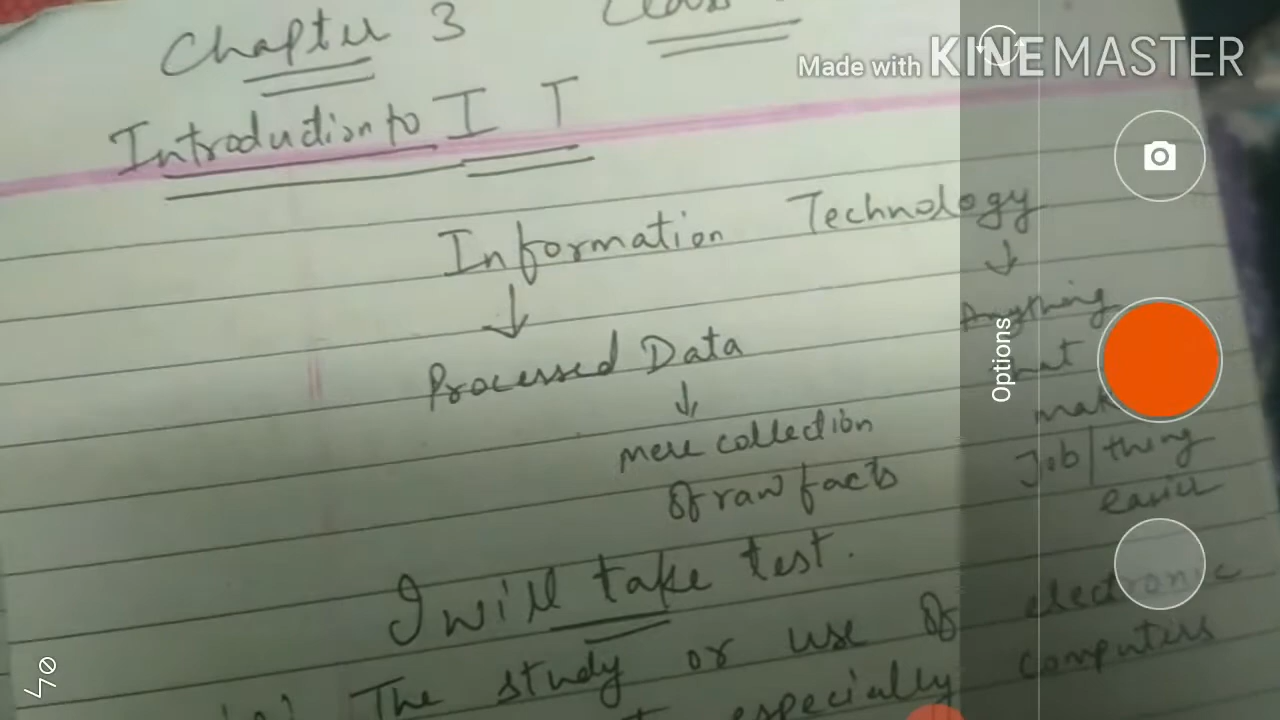 Chapter 3 Class
Made with KINEMASTER
Introduction to I T
Information Technology
Processed Data
Anything
Options
mere collection
Job/thing
of raw facts
easier
I will take test.
The study or use of electronic
especially computers